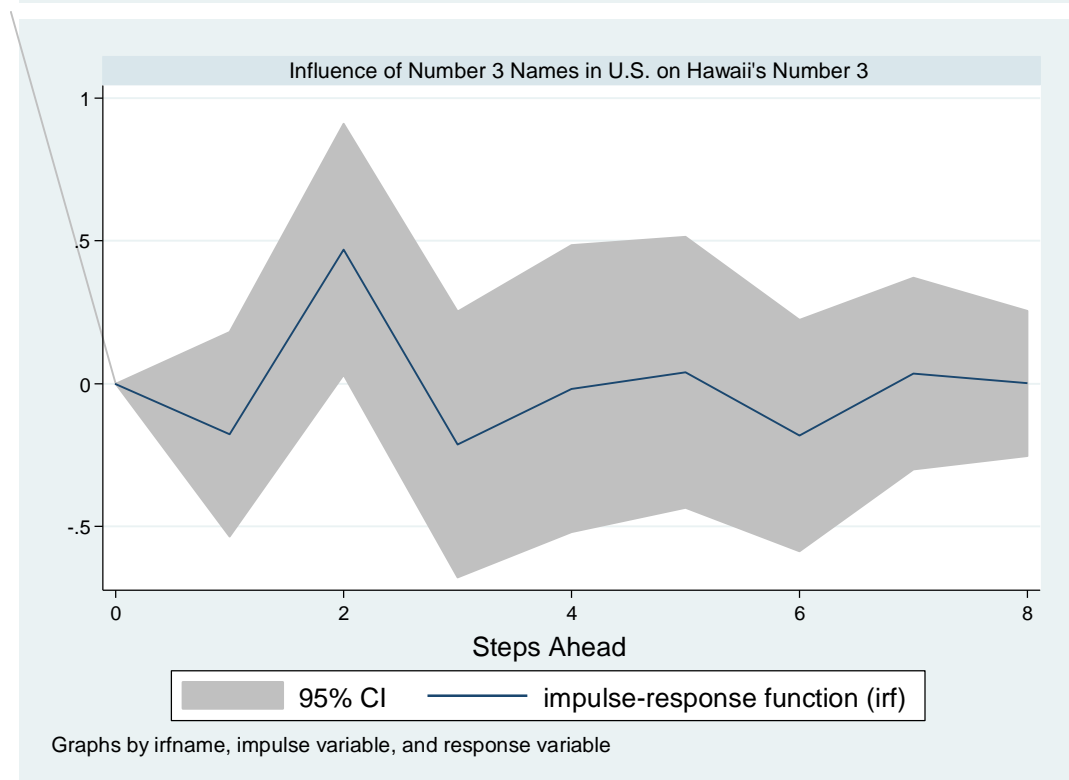 Influence of Number 3 Names in U.S. on Hawaii's Number 3
1
.5
0
-.5
0 2 4 6 8
Steps Ahead
95% CI impulse-response function (irf)
Graphs by irfname, impulse variable, and response variable